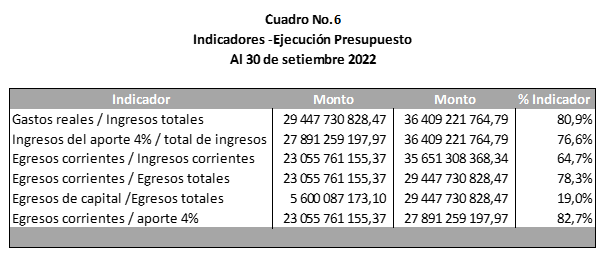 Cuadro No.6
Indicadores -Ejecución Presupuesto
Al 30 de setiembre 2022
Indicador Monto Monto % Indicador
Gastos reales / Ingresos totales 29 447 730 828,47 36 409 221 764,79 80,9%
Ingresos del aporte 4% / total de ingresos 27 891 259 197,97 36 409 221 764,79 76,6%
Egresos corrientes / Ingresos corrientes 23 055 761 155,37 35 651 308 368,34 64,7%
Egresos corrientes / Egresos totales 23 055 761 155,37 29 447 730 828,47 78,3%
Egresos de capital /Egresos totales 5 600 087 173,10 29 447 730 828,47 19,0%
Egresos corrientes / aporte 4% 23 055 761 155,37 27 891 259 197,97 82,7%